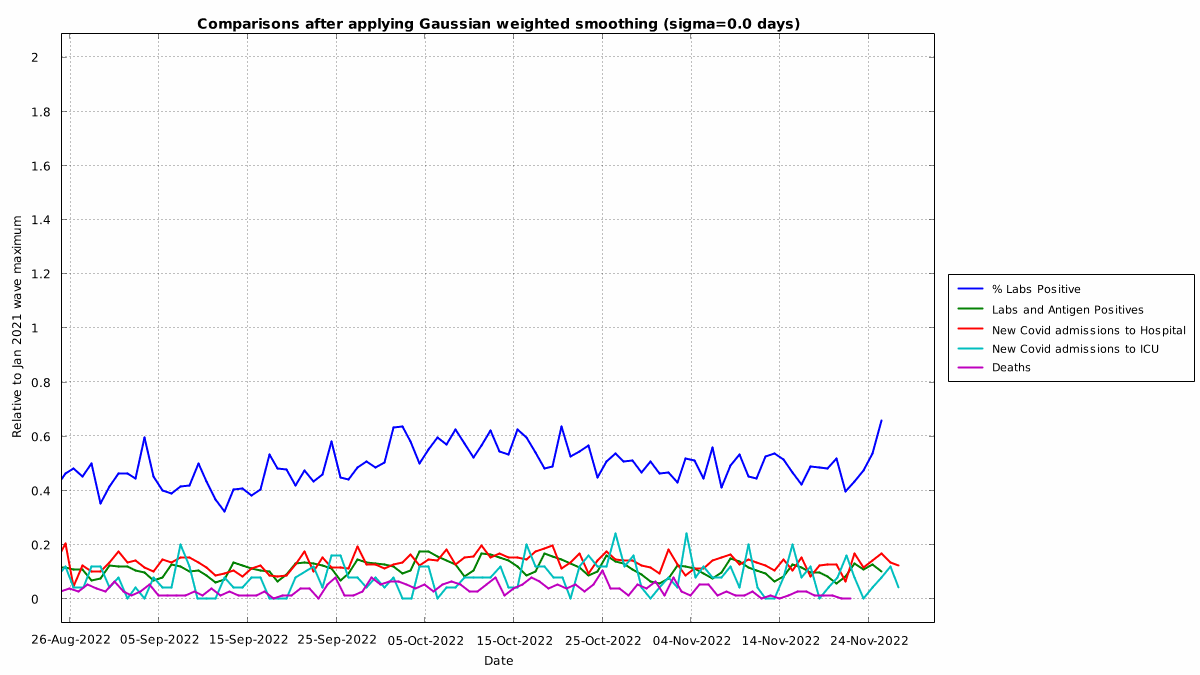 Comparisons after applying Gaussian weighted smoothing (sigma=0.0 days)
Relative to Jan 2021 wave maximum
2
1.8
1.6
1.4
1.2
1
0.8
0.6
0.4
0.2
0
26-Aug-2022 05-Sep-2022 15-Sep-2022 25-Sep-2022 05-Oct-2022 15-Oct-2022 25-Oct-2022 04-Nov-2022 14-Nov-2022 24-Nov-2022
Date
% Labs Positive
Labs and Antigen Positives
New Covid admissions to Hospital
New Covid admissions to ICU
Deaths